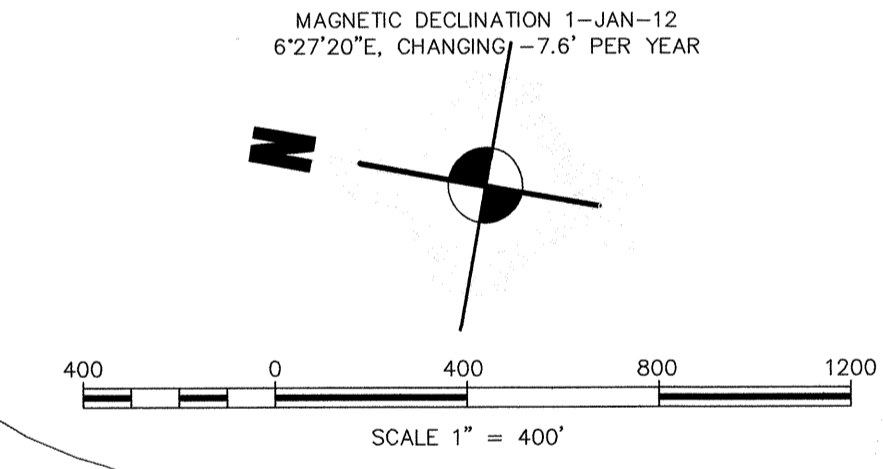 MAGNETIC DECLINATION 1-JAN-12
6°27'20"E, CHANGING -7.6' PER YEAR
N
400 0 400 800 1200
SCALE 1" = 400'